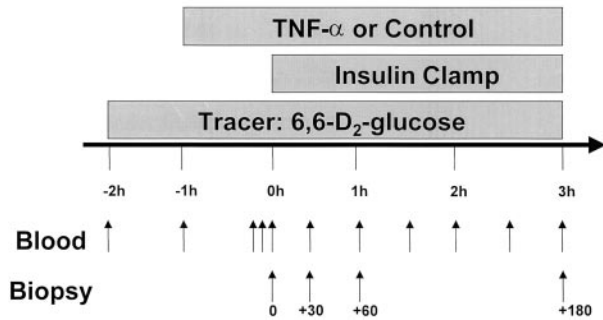 TNF-α or Control
Insulin Clamp
Tracer: 6,6-D₂-glucose
-2h -1h 0h 1h 2h 3h
Blood
Biopsy
0 +30 +60 +180